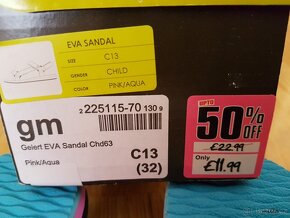 EVA SANDAL
SIZE C13
GENDER CHILD
COLOR PINK/AQUA
2 225115-70 130 9
gm
Geiert EVA Sandal Chd63
Pink/Aqua
C13
(32)
UPTO
50% OFF
£22.99
Only
£11.99